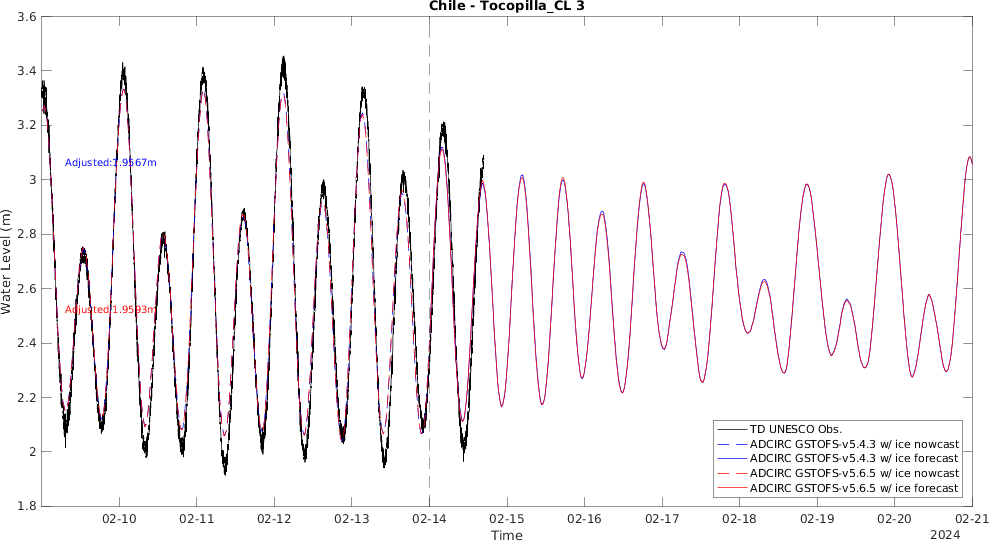 Chile - Tocopilla_CL 3
3.6
3.4
3.2
3
2.8
2.6
2.4
2.2
2
1.8
Water Level (m)
Adjusted:1.9567m
Adjusted:1.9593m
TD UNESCO Obs.
ADCIRC GSTOFS-v5.4.3 w/ ice nowcast
ADCIRC GSTOFS-v5.4.3 w/ ice forecast
ADCIRC GSTOFS-v5.6.5 w/ ice nowcast
ADCIRC GSTOFS-v5.6.5 w/ ice forecast
02-10 02-11 02-12 02-13 02-14 02-15 02-16 02-17 02-18 02-19 02-20 02-21
Time
2024